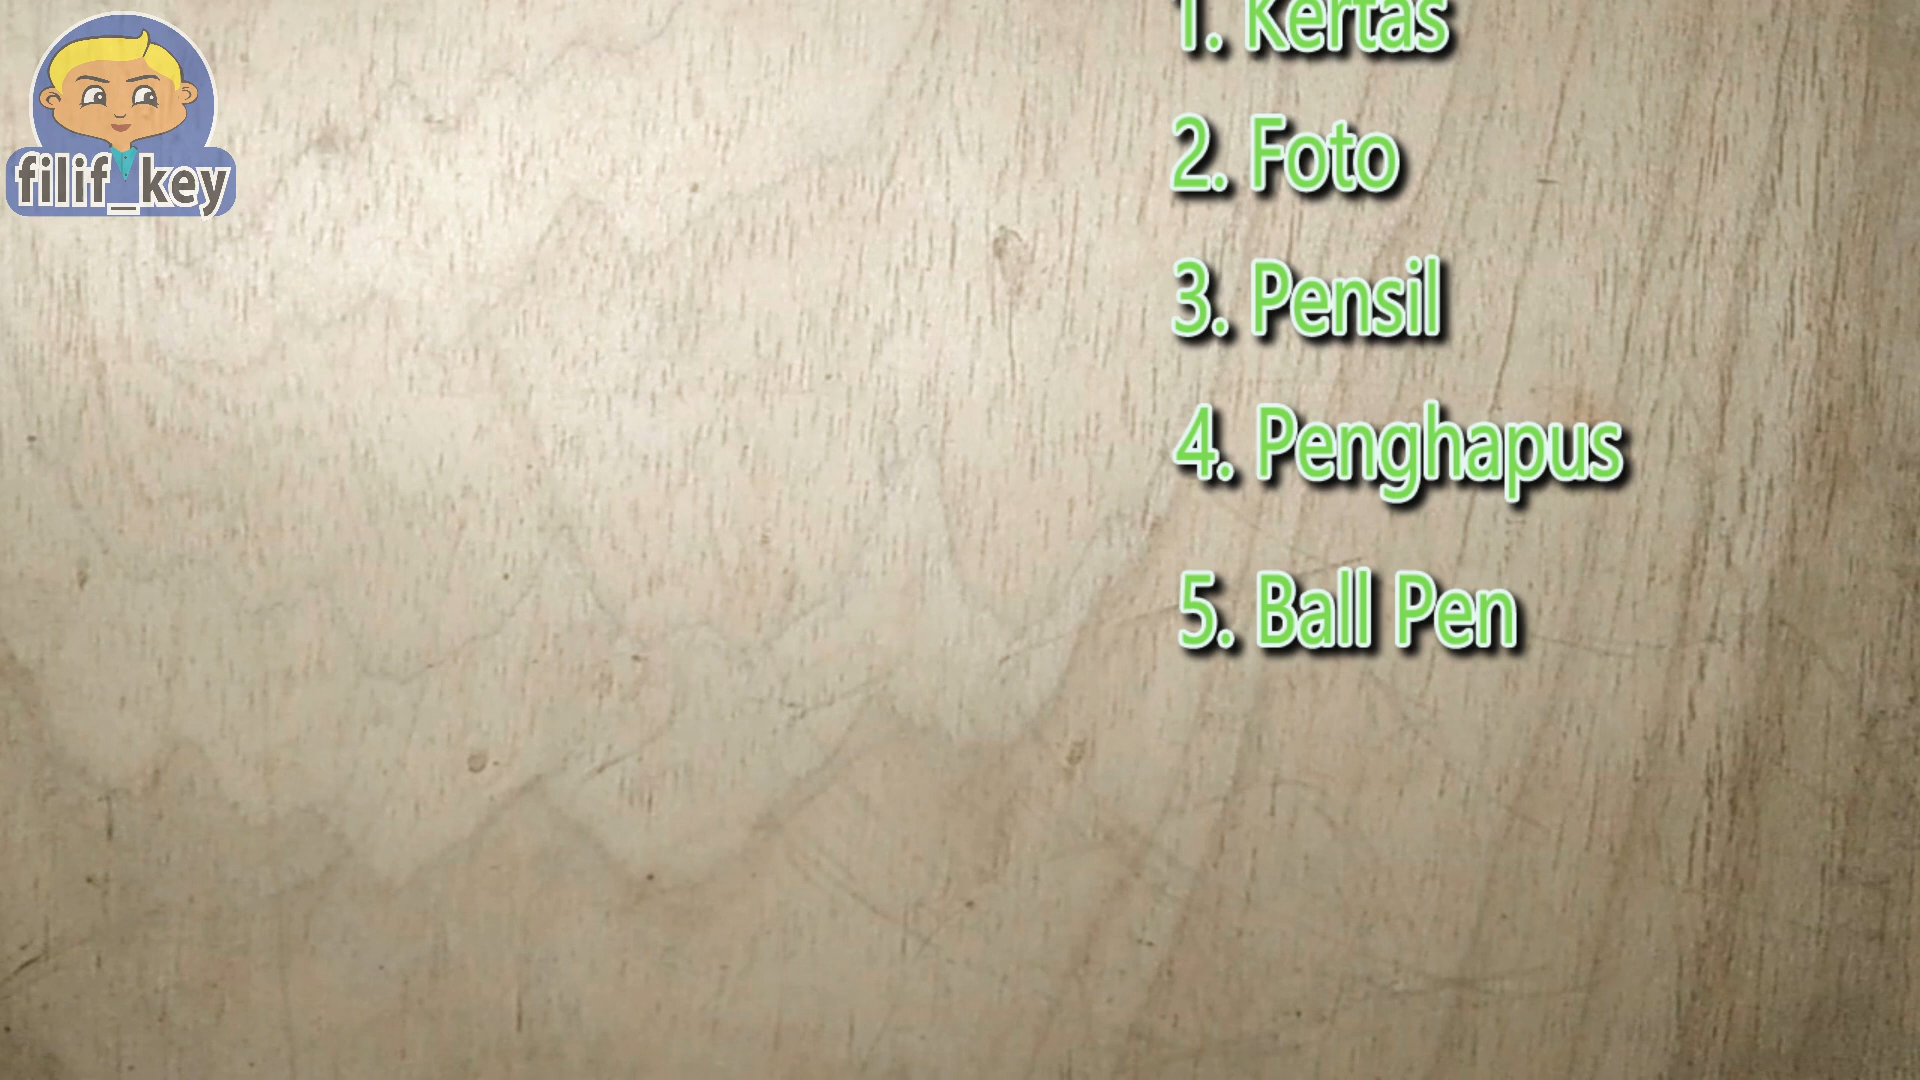 filif_key
1. Kertas
2. Foto
3. Pensil
4. Penghapus
5. Ball Pen